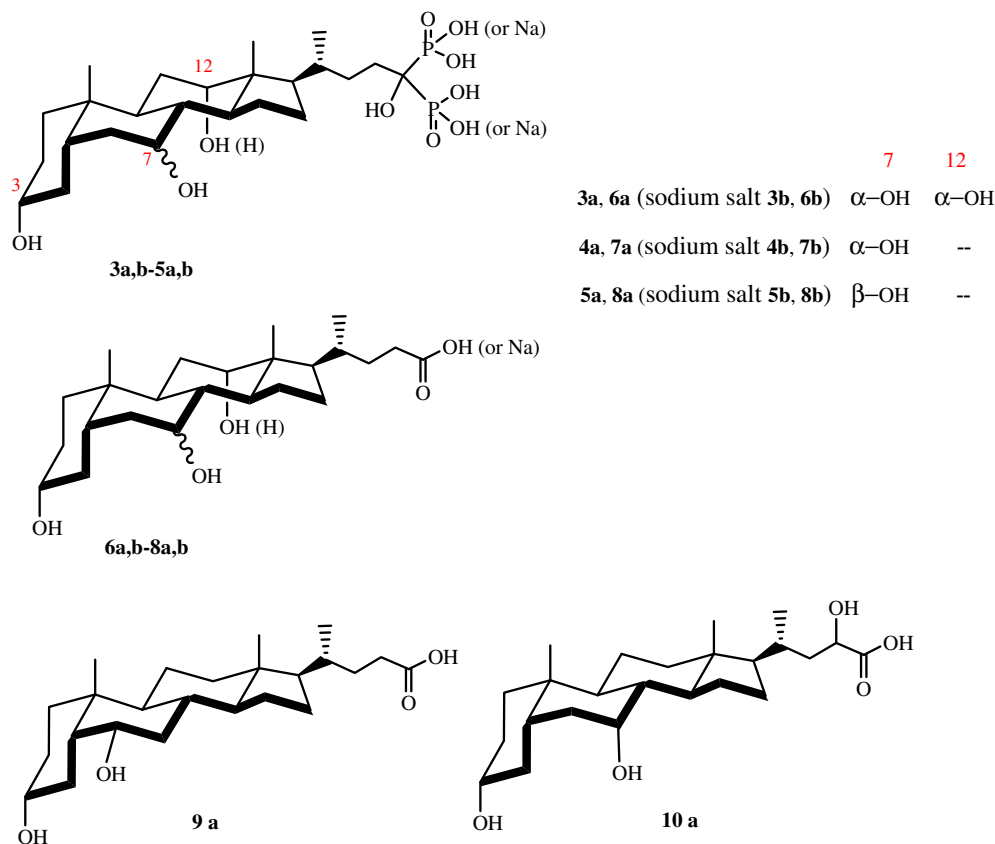 O
OH (or Na)
P
OH
12
HO
OH
P
OH (or Na)
O
OH (H)
7
OH
3
OH
3a,b-5a,b
7 12
3a, 6a (sodium salt 3b, 6b) α–OH α–OH
4a, 7a (sodium salt 4b, 7b) α–OH --
5a, 8a (sodium salt 5b, 8b) β–OH --
OH (or Na)
O
OH (H)
OH
OH
6a,b-8a,b
OH
O
OH
OH
9 a
OH
OH
O
OH
OH
10 a